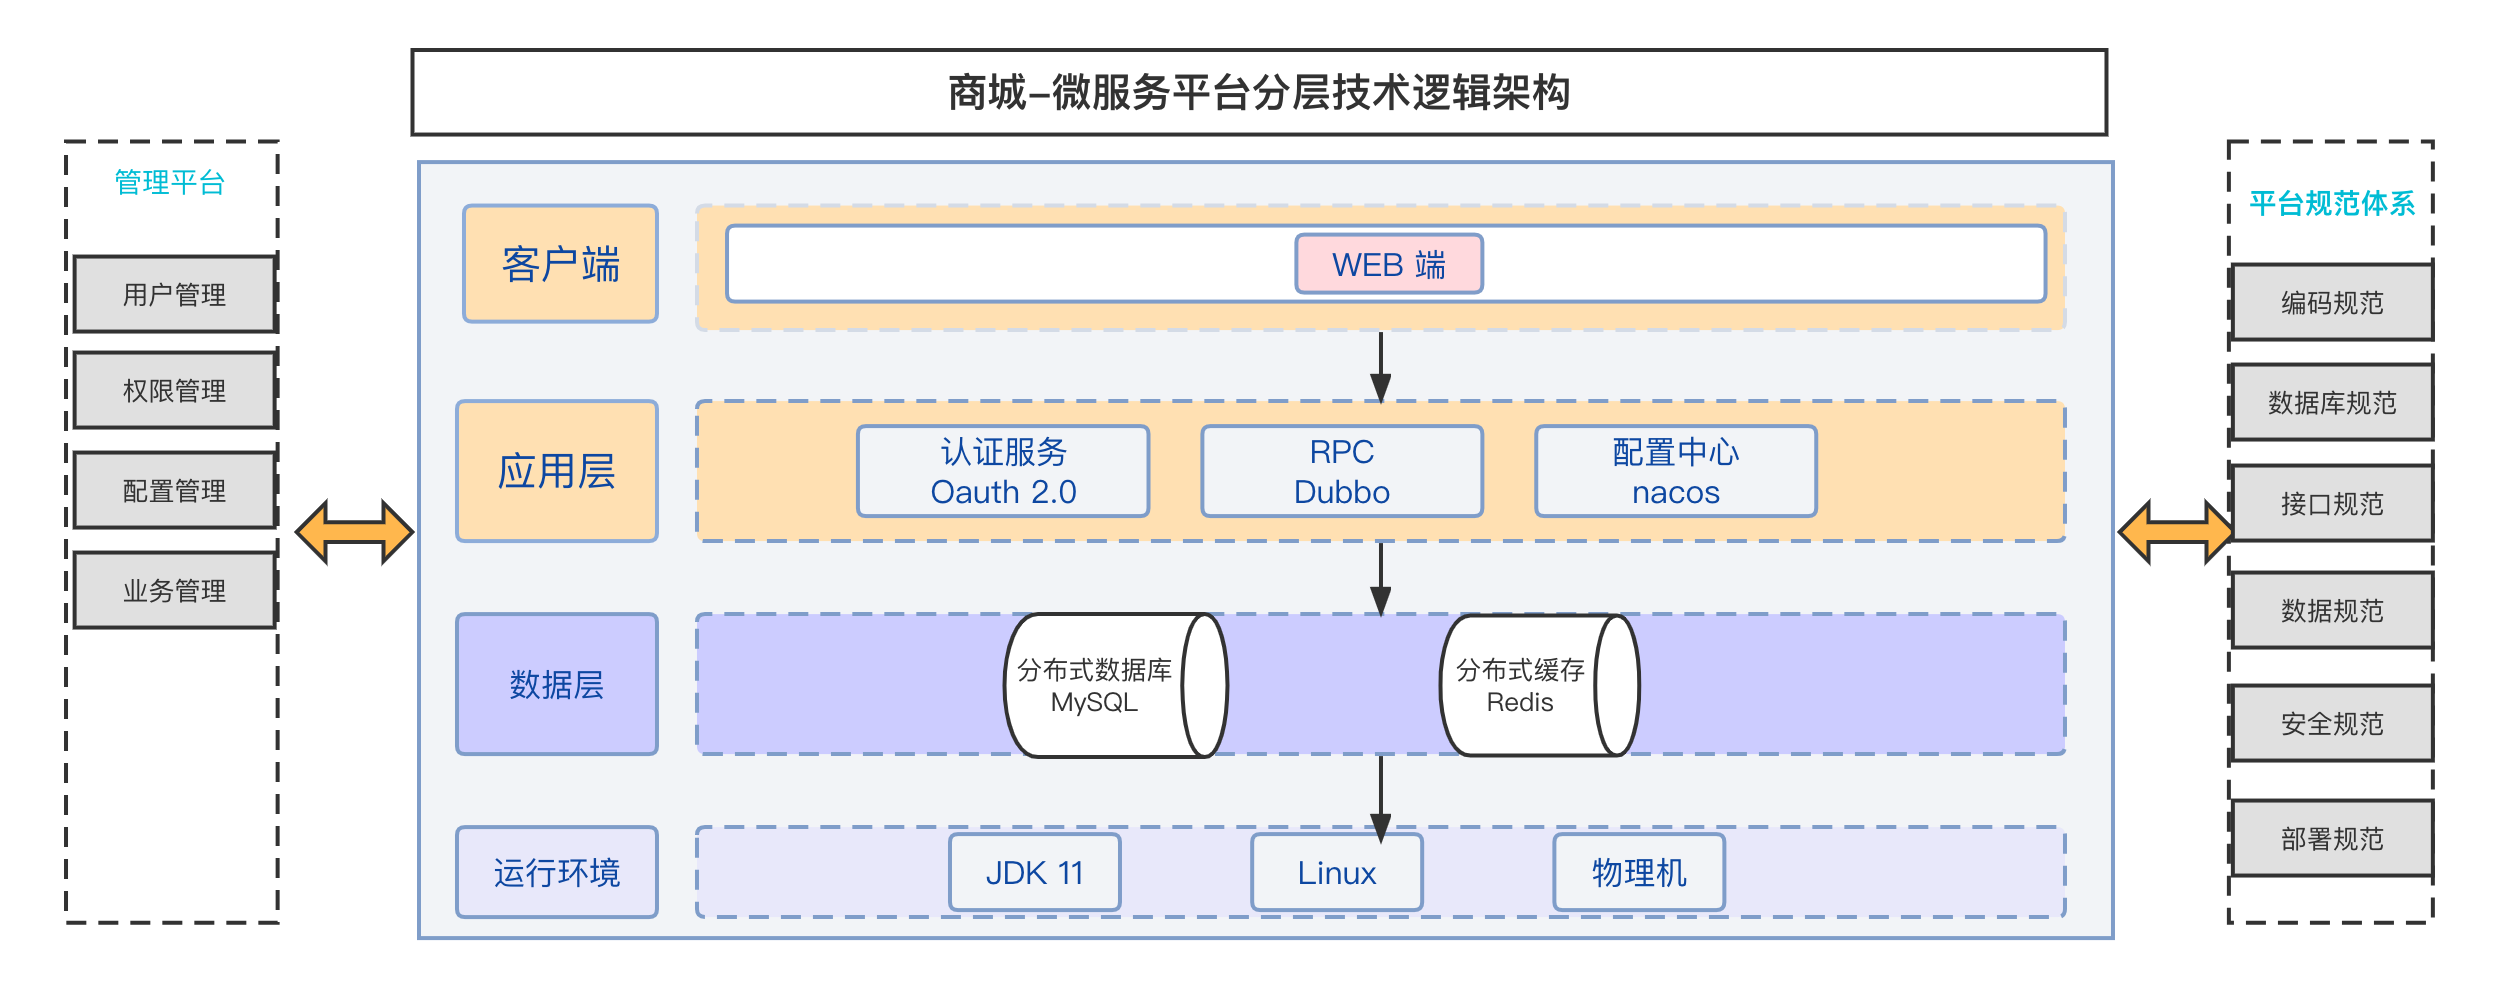 商城–微服务平台分层技术逻辑架构
管理平台
用户管理
权限管理
配置管理
业务管理
客户端
WEB 端
应用层
认证服务
Oauth 2.0
RPC
Dubbo
配置中心
nacos
数据层
分布式数据库
MySQL
分布式缓存
Redis
运行环境
JDK 11
Linux
物理机
平台规范体系
编码规范
数据库规范
接口规范
数据规范
安全规范
部署规范